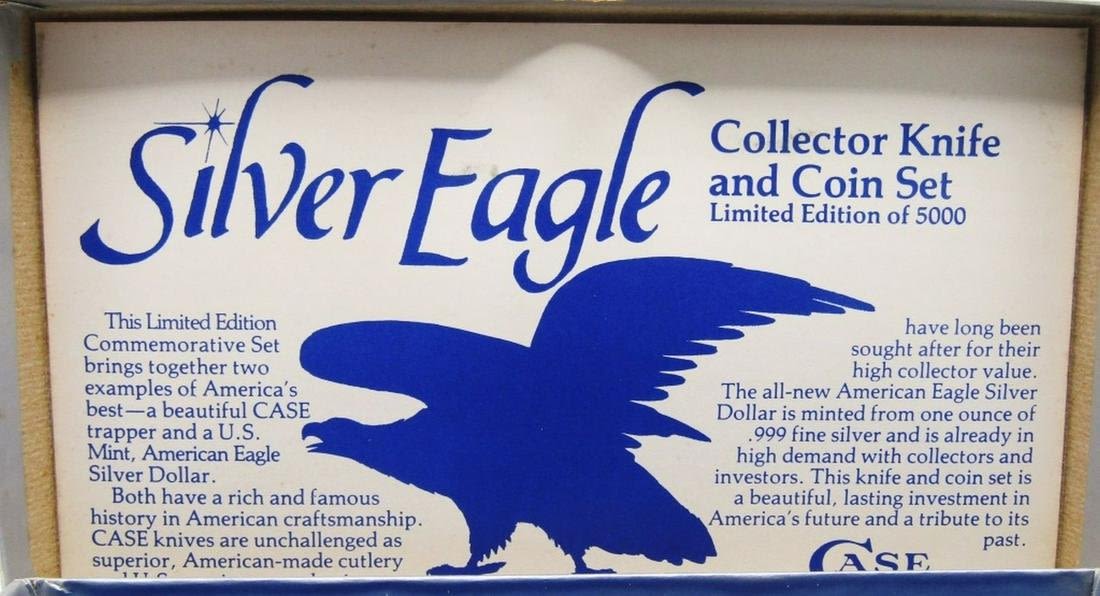 Silver Eagle
Collector Knife
and Coin Set
Limited Edition of 5000
This Limited Edition
Commemorative Set
brings together two
examples of America's
best—a beautiful CASE
trapper and a U.S.
Mint, American Eagle
Silver Dollar.
Both have a rich and famous
history in American craftsmanship.
CASE knives are unchallenged as
superior, American-made cutlery
have long been
sought after for their
high collector value.
The all-new American Eagle Silver
Dollar is minted from one ounce of
.999 fine silver and is already in
high demand with collectors and
investors. This knife and coin set is
a beautiful, lasting investment in
America's future and a tribute to its
past.
CASE